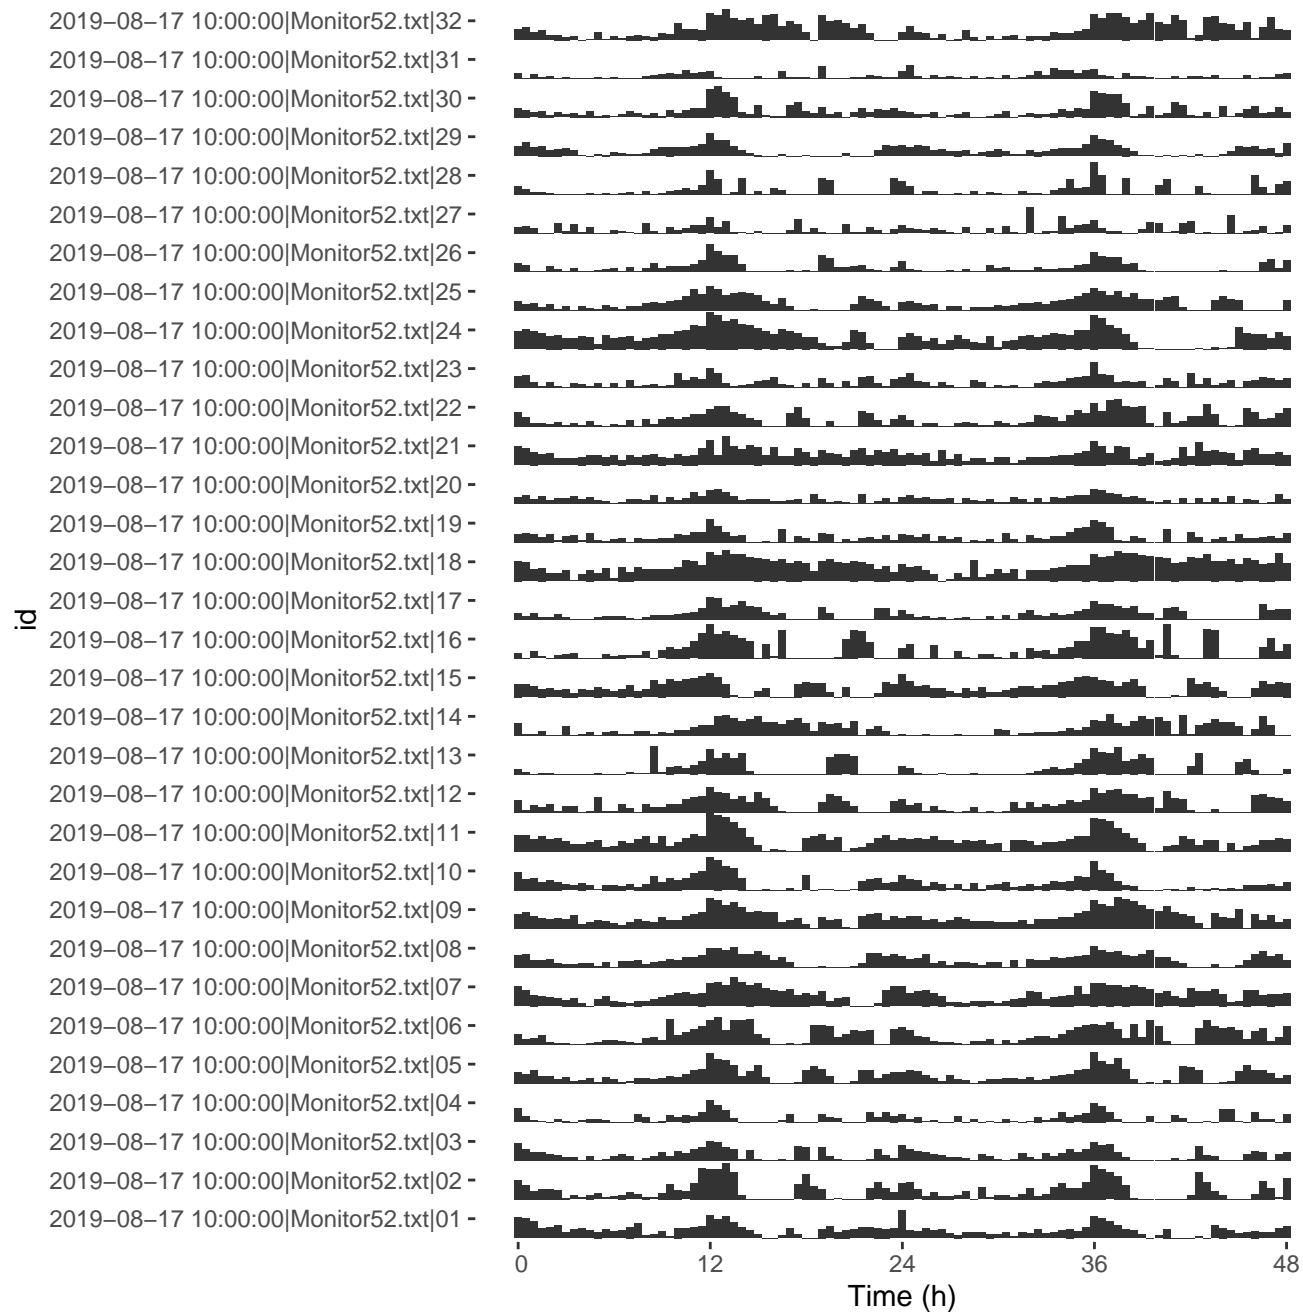 2019−08−17 10:00:00|Monitor52.txt|32
2019−08−17 10:00:00|Monitor52.txt|31
2019−08−17 10:00:00|Monitor52.txt|30
2019−08−17 10:00:00|Monitor52.txt|29
2019−08−17 10:00:00|Monitor52.txt|28
2019−08−17 10:00:00|Monitor52.txt|27
2019−08−17 10:00:00|Monitor52.txt|26
2019−08−17 10:00:00|Monitor52.txt|25
2019−08−17 10:00:00|Monitor52.txt|24
2019−08−17 10:00:00|Monitor52.txt|23
2019−08−17 10:00:00|Monitor52.txt|22
2019−08−17 10:00:00|Monitor52.txt|21
2019−08−17 10:00:00|Monitor52.txt|20
2019−08−17 10:00:00|Monitor52.txt|19
2019−08−17 10:00:00|Monitor52.txt|18
2019−08−17 10:00:00|Monitor52.txt|17
2019−08−17 10:00:00|Monitor52.txt|16
2019−08−17 10:00:00|Monitor52.txt|15
2019−08−17 10:00:00|Monitor52.txt|14
2019−08−17 10:00:00|Monitor52.txt|13
2019−08−17 10:00:00|Monitor52.txt|12
2019−08−17 10:00:00|Monitor52.txt|11
2019−08−17 10:00:00|Monitor52.txt|10
2019−08−17 10:00:00|Monitor52.txt|09
2019−08−17 10:00:00|Monitor52.txt|08
2019−08−17 10:00:00|Monitor52.txt|07
2019−08−17 10:00:00|Monitor52.txt|06
2019−08−17 10:00:00|Monitor52.txt|05
2019−08−17 10:00:00|Monitor52.txt|04
2019−08−17 10:00:00|Monitor52.txt|03
2019−08−17 10:00:00|Monitor52.txt|02
2019−08−17 10:00:00|Monitor52.txt|01
id
0 12 24 36 48
Time (h)